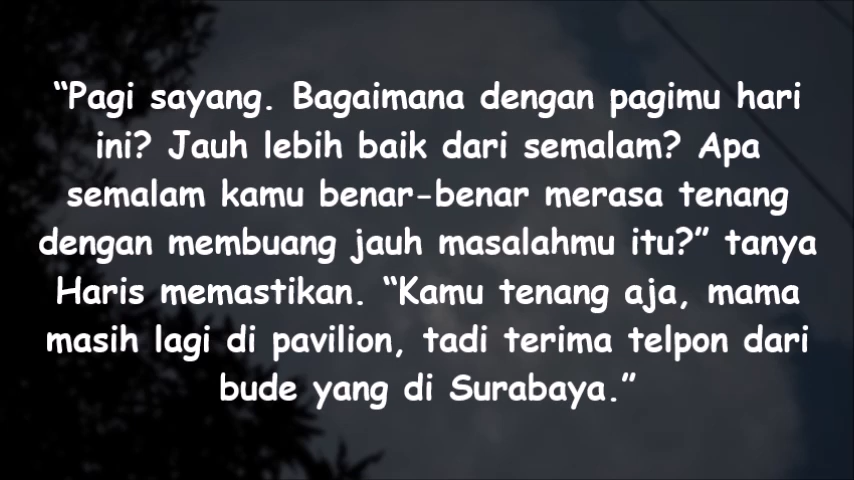 “Pagi sayang. Bagaimana dengan pagimu hari
ini? Jauh lebih baik dari semalam? Apa
semalam kamu benar-benar merasa tenang
dengan membuang jauh masalahmu itu?” tanya
Haris memastikan. “Kamu tenang aja, mama
masih lagi di pavilion, tadi terima telpon dari
bude yang di Surabaya.”